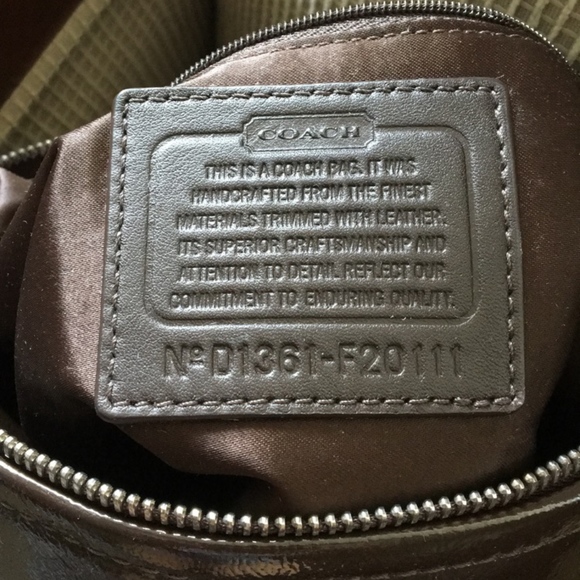 COACH
THIS IS A COACH BAG. IT WAS
HANDCRAFTED FROM THE FINEST
MATERIALS TRIMMED WITH LEATHER.
ITS SUPERIOR CRAFTSMANSHIP AND
ATTENTION TO DETAIL REFLECT OUR
COMMITMENT TO ENDURING QUALITY.
Nº D1361-F20111